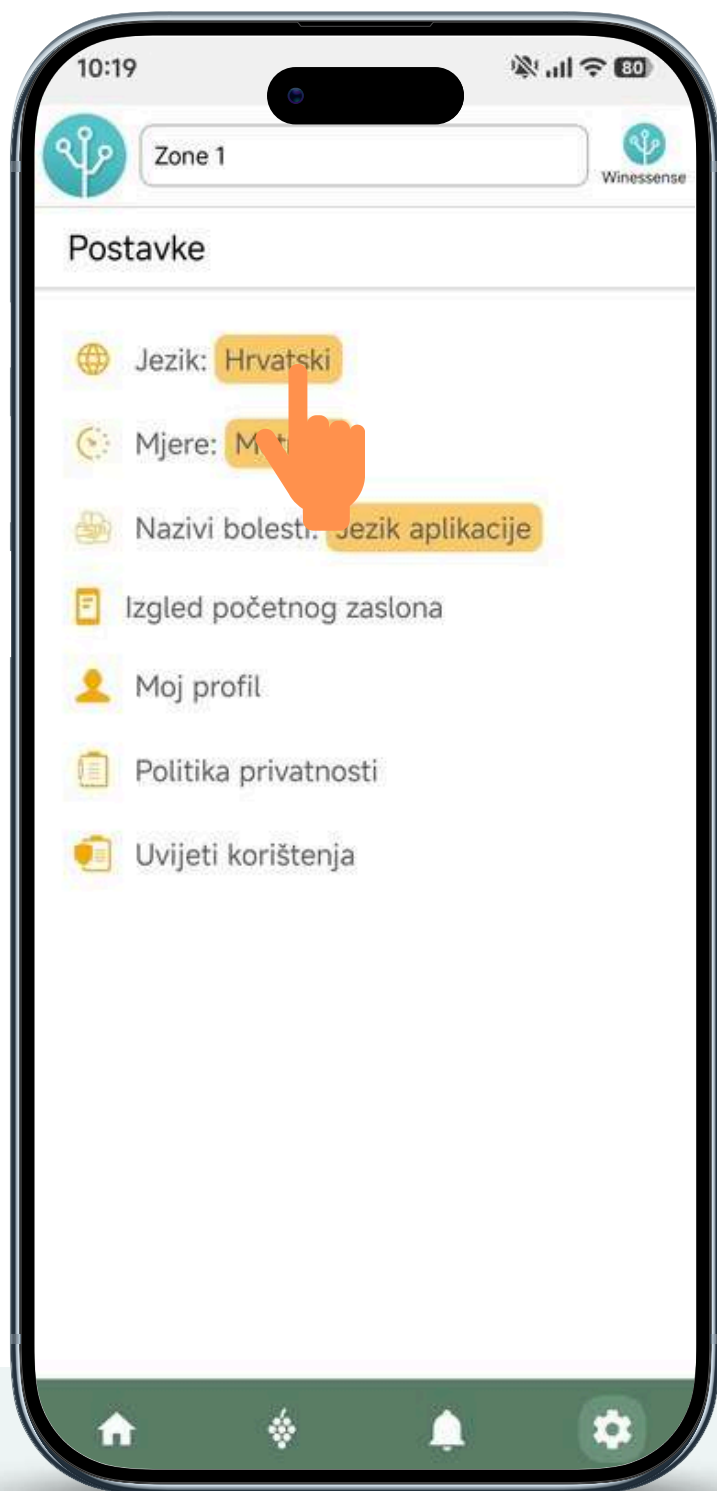 10:19
80
Zone 1
Winessense
Postavke
Jezik: Hrvatski
Mjere:
Nazivi bolesti: Jezik aplikacije
Izgled početnog zaslona
Moj profil
Politika privatnosti
Uvijeti korištenja